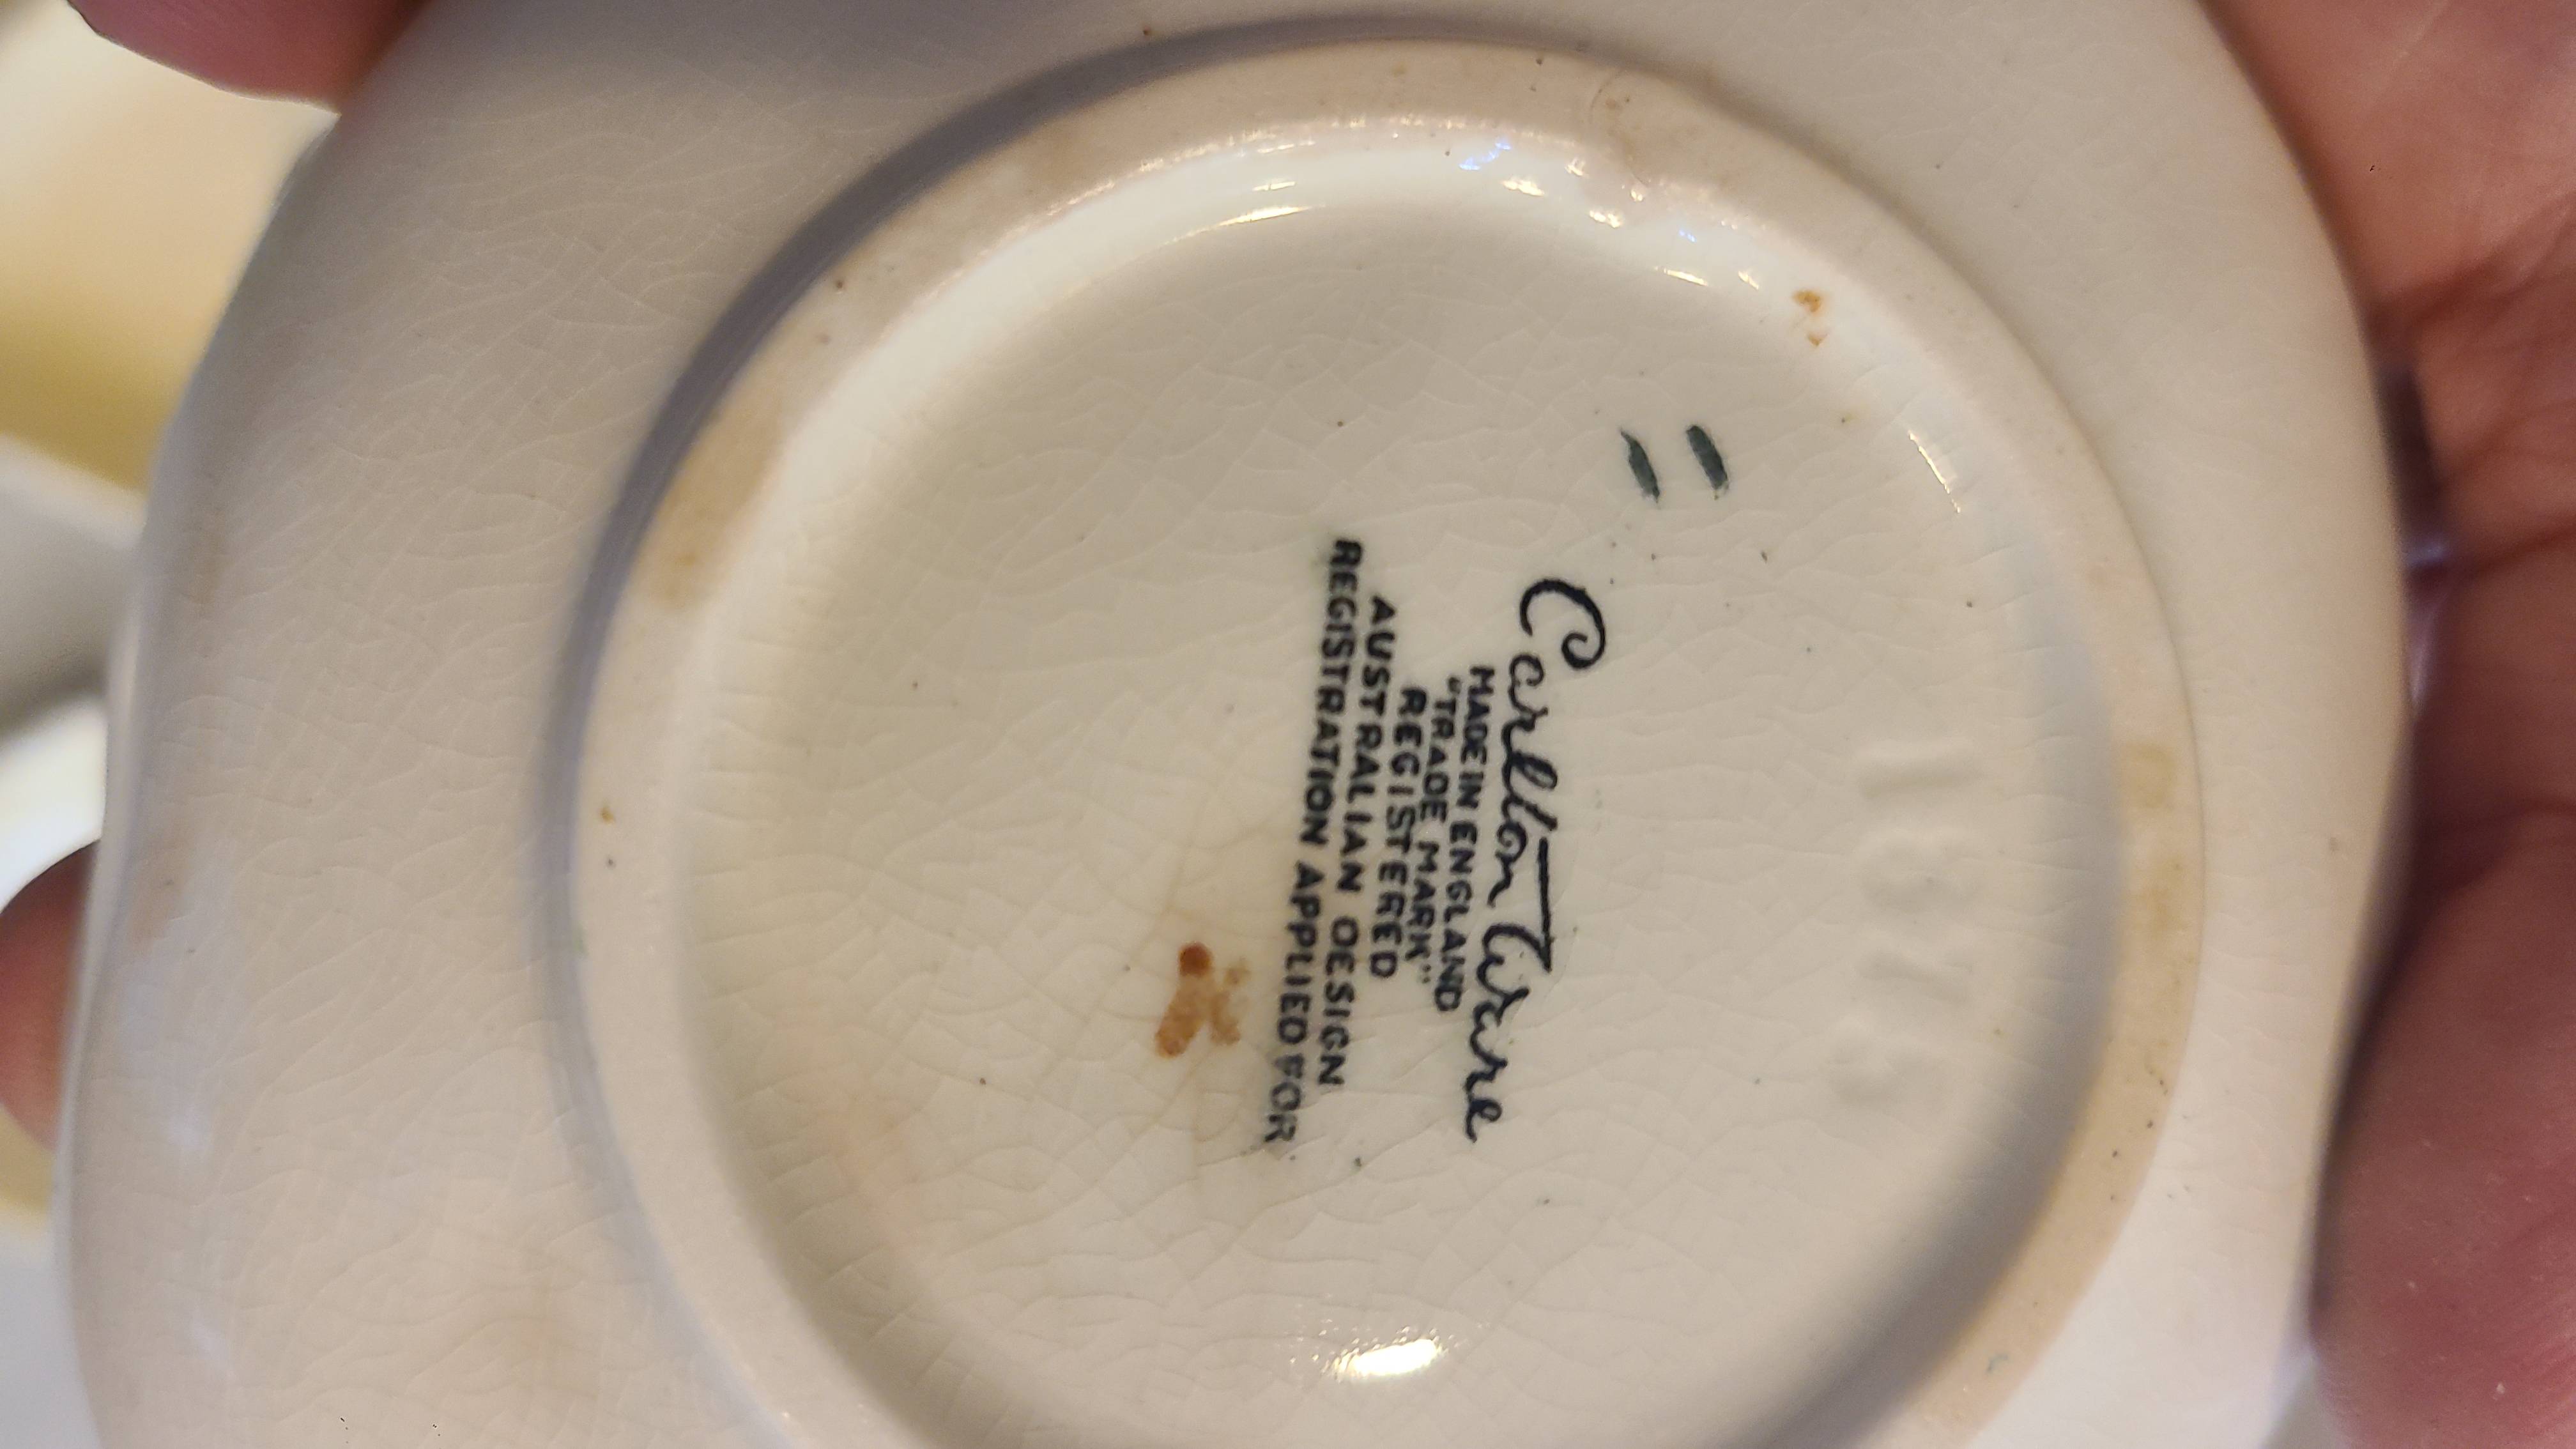 Carlton Ware
MADE IN ENGLAND
"TRADE MARK"
REGISTERED
AUSTRALIAN DESIGN
REGISTRATION APPLIED FOR